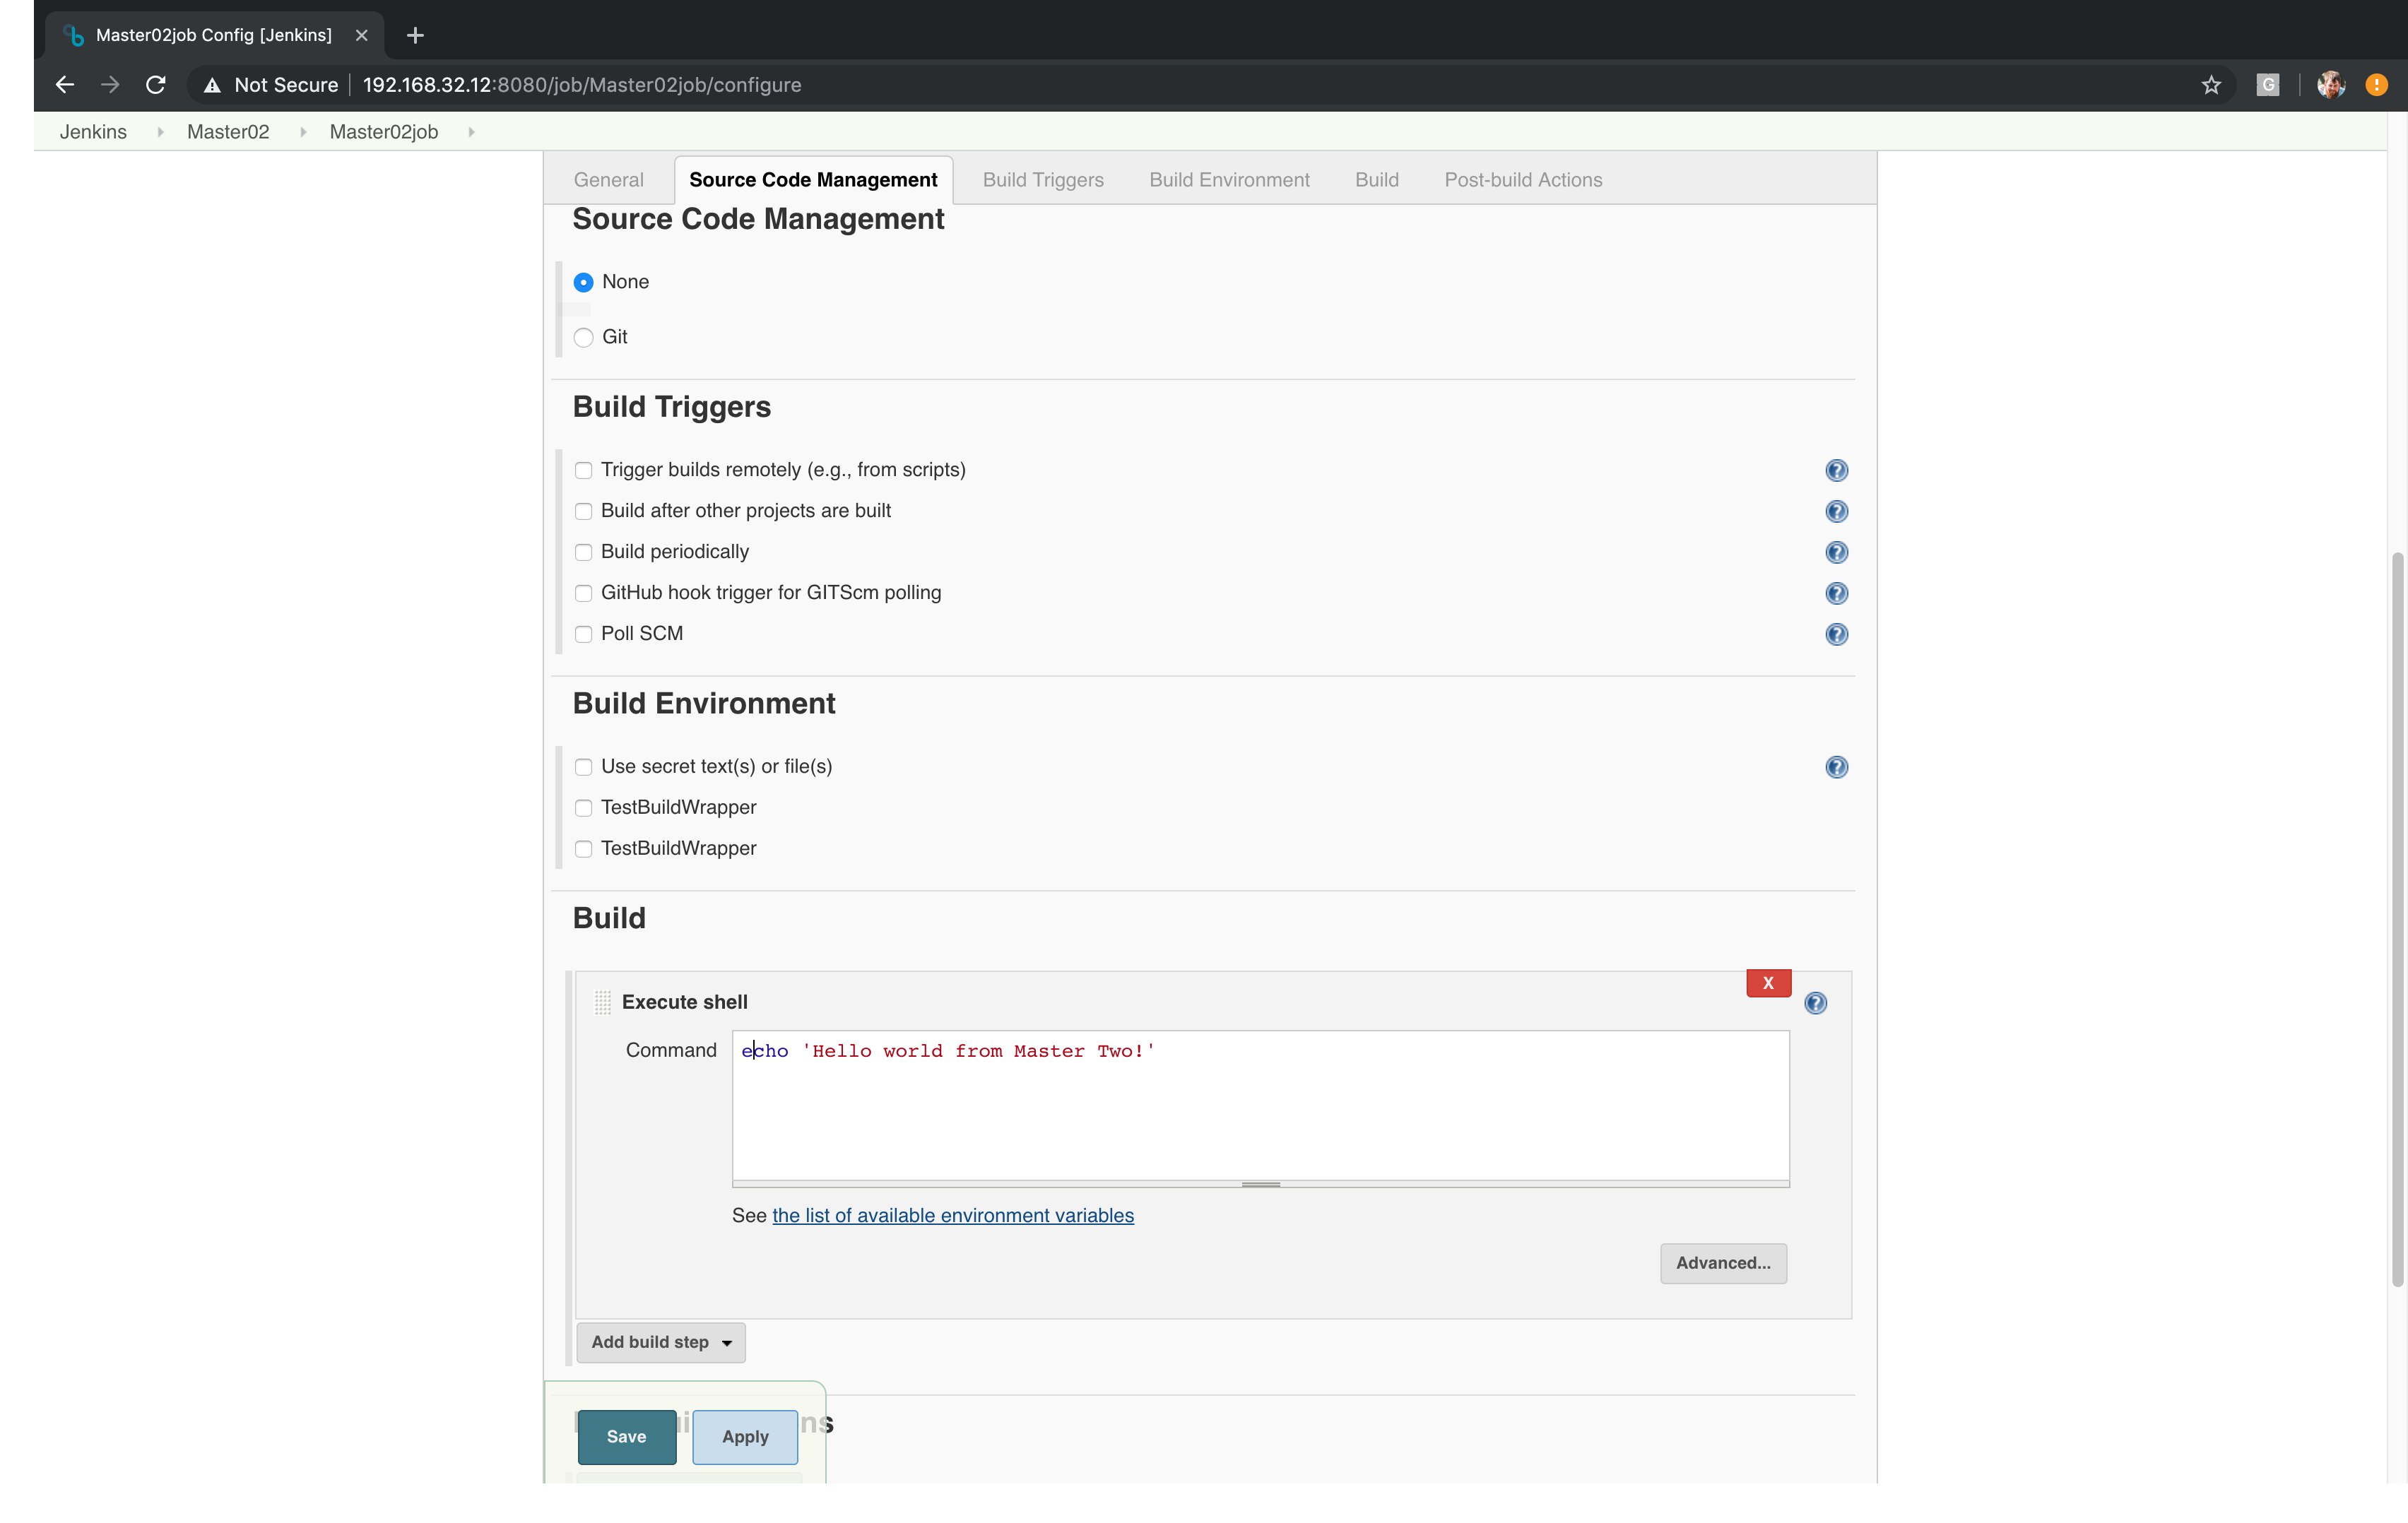 Master02job Config [Jenkins]
Not Secure 192.168.32.12:8080/job/Master02job/configure
G
Jenkins Master02 Master02job
General Source Code Management Build Triggers Build Environment Build Post-build Actions
Source Code Management
None
Git
Build Triggers
Trigger builds remotely (e.g., from scripts)
Build after other projects are built
Build periodically
GitHub hook trigger for GITScm polling
Poll SCM
Build Environment
Use secret text(s) or file(s)
TestBuildWrapper
TestBuildWrapper
Build
X
Execute shell
Command echo 'Hello world from Master Two!'
See the list of available environment variables
Advanced...
Add build step
Save Apply